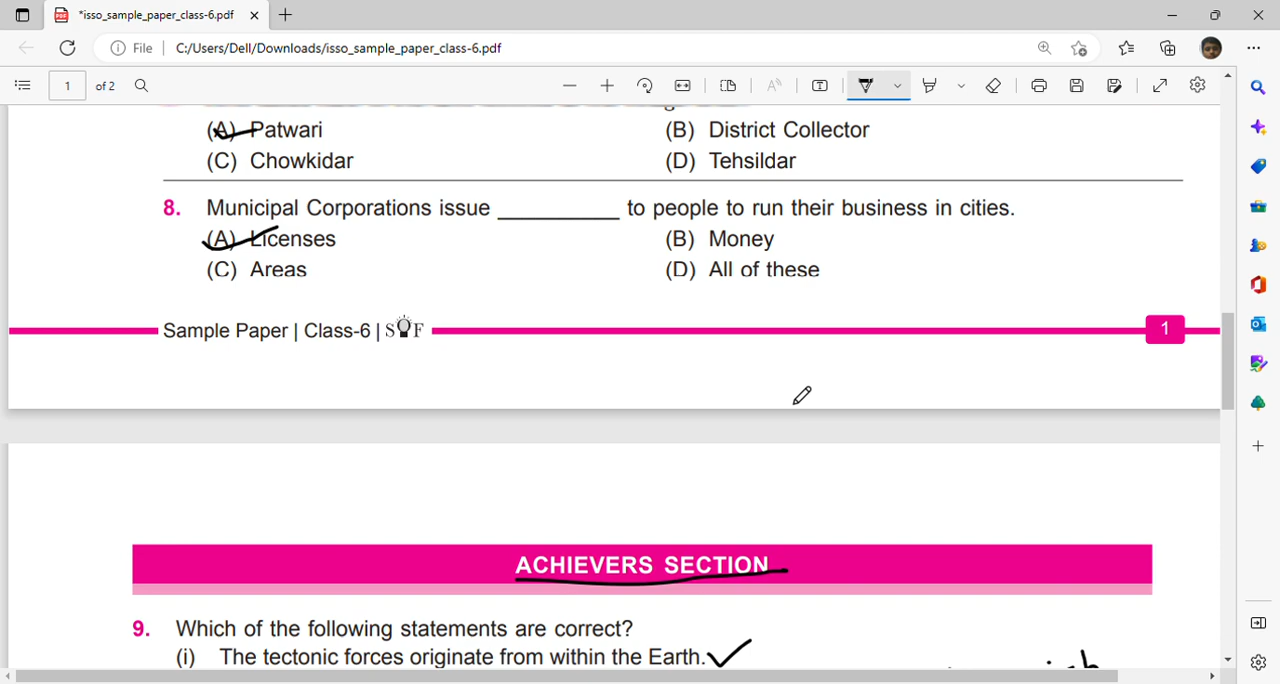 *isso_sample_paper_class-6.pdf
File | C:/Users/Dell/Downloads/isso_sample_paper_class-6.pdf
1 of 2
(A) Patwari (B) District Collector
(C) Chowkidar (D) Tehsildar
8. Municipal Corporations issue ___________ to people to run their business in cities.
(A) Licenses (B) Money
(C) Areas (D) All of these
Sample Paper | Class-6 | SOF 1
ACHIEVERS SECTION
9. Which of the following statements are correct?
(i) The tectonic forces originate from within the Earth.